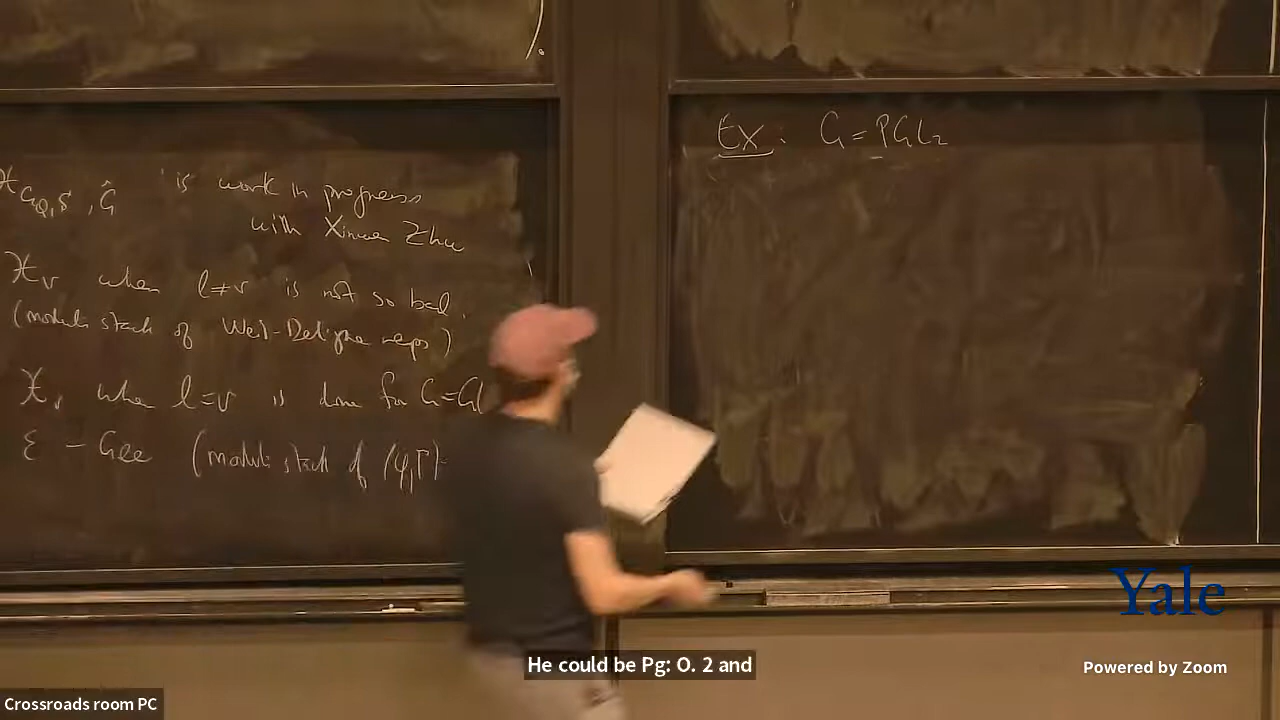 𝒳_{G_{Q,S}, Ĝ} is work in progress
with Xinwen Zhu
𝒳_v when l≠v is not so bad.
(moduli stack of Weil-Deligne reps)
𝒳_v when l=v is done for G=Gl
E - Gee (moduli stack of (φ,Γ)-
Ex: G = PGL₂
Yale
He could be Pg: O. 2 and
Powered by Zoom
Crossroads room PC